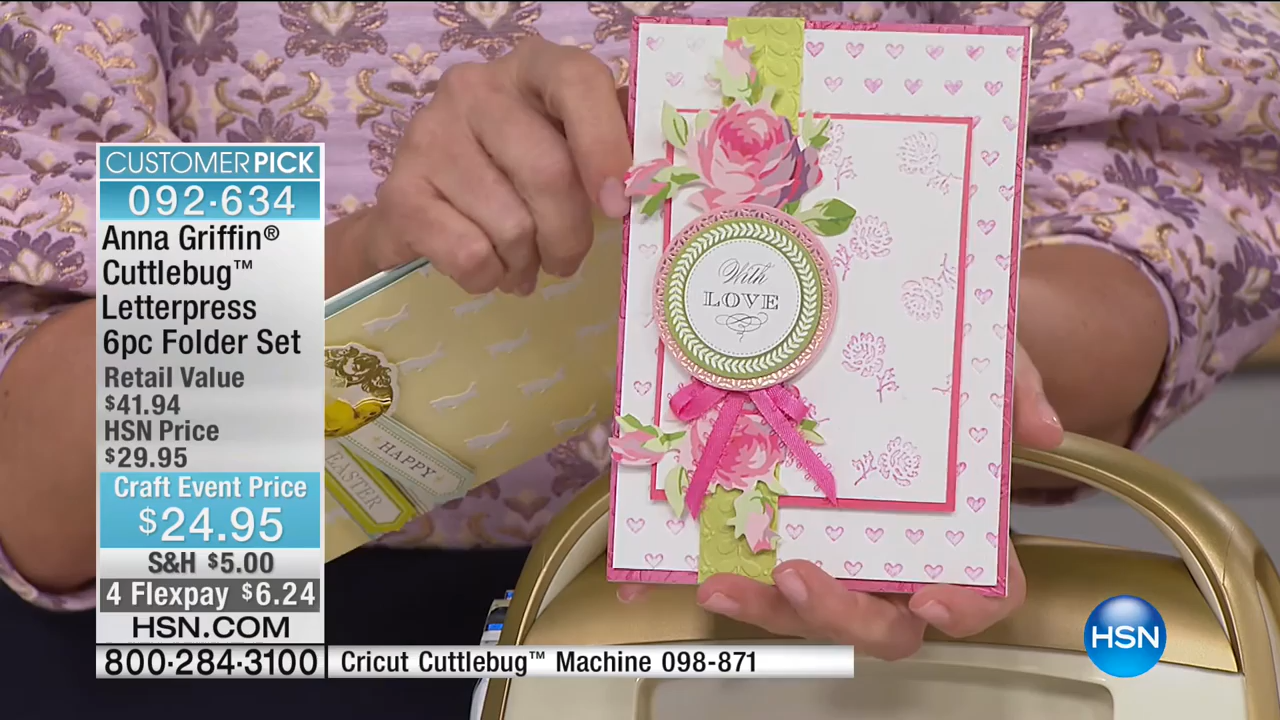 CUSTOMER PICK
092-634
Anna Griffin®
Cuttlebug™
Letterpress
6pc Folder Set
Retail Value
$41.94
HSN Price
$29.95
Craft Event Price
$24.95
S&H $5.00
4 Flexpay $6.24
HSN.COM
800·284·3100
Cricut Cuttlebug™ Machine 098-871
With
LOVE
HAPPY
EASTER
HSN